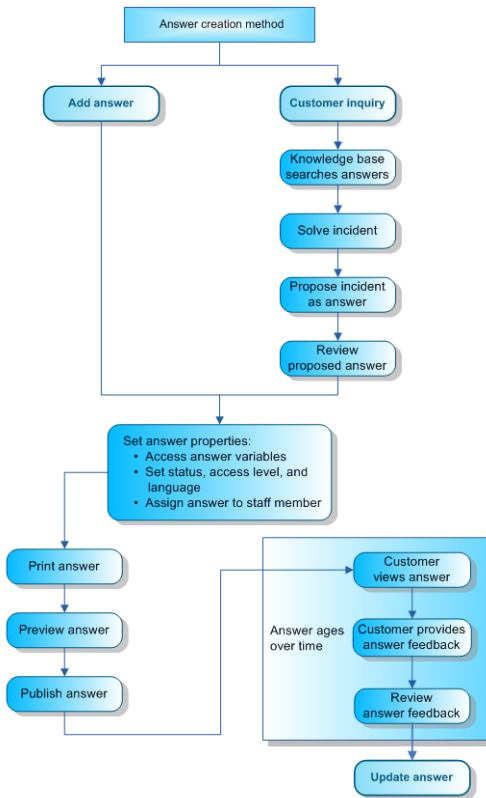 Answer creation method
Add answer
Customer inquiry
Knowledge base
searches answers
Solve incident
Propose incident
as answer
Review
proposed answer
Set answer properties:
• Access answer variables
• Set status, access level, and
language
• Assign answer to staff member
Print answer
Preview answer
Publish answer
Answer ages
over time
Customer
views answer
Customer provides
answer feedback
Review
answer feedback
Update answer